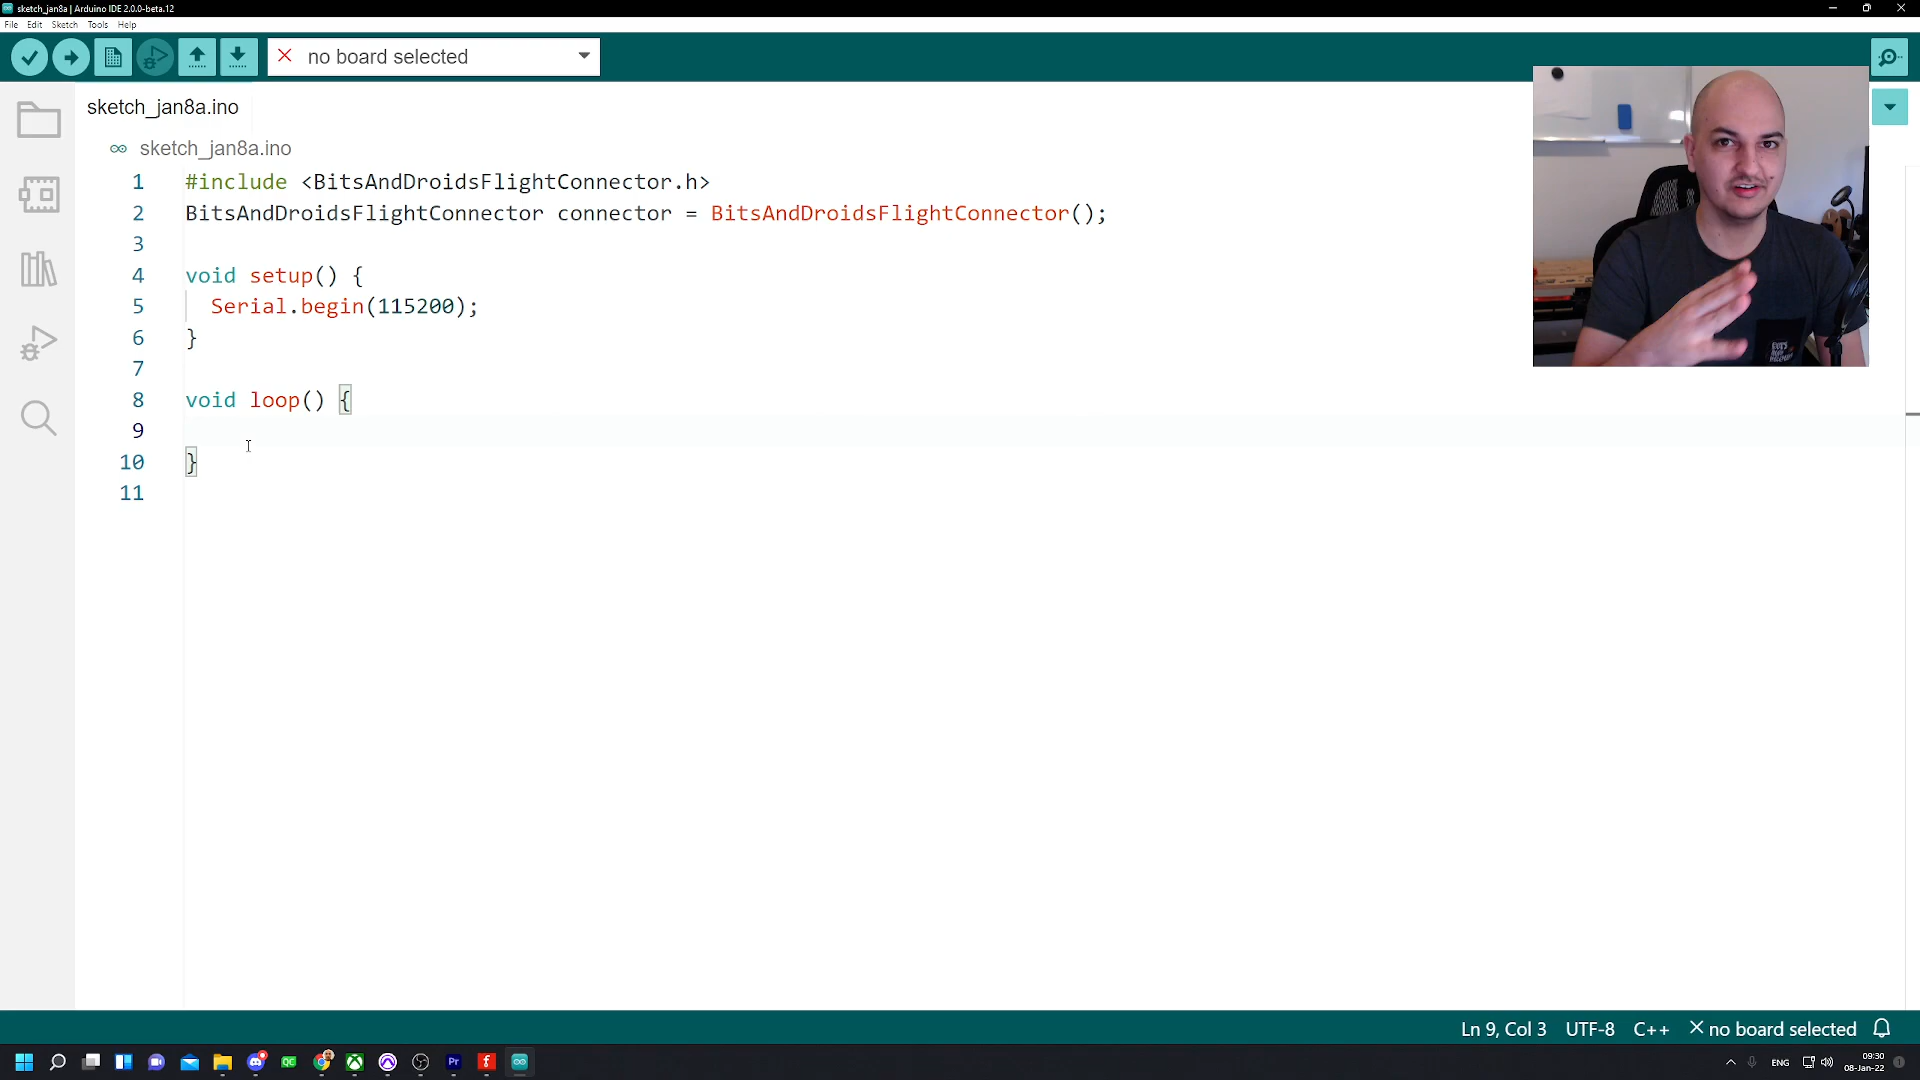 sketch_jan8a | Arduino IDE 2.0.0-beta.12
File Edit Sketch Tools Help
no board selected
sketch_jan8a.ino
sketch_jan8a.ino
1 #include <BitsAndDroidsFlightConnector.h>
2 BitsAndDroidsFlightConnector connector = BitsAndDroidsFlightConnector();
3
4 void setup() {
5 Serial.begin(115200);
6 }
7
8 void loop() {
9
10 }
11
Ln 9, Col 3 UTF-8 C++ no board selected
QC Pr f ENG 09:30
08-Jan-22